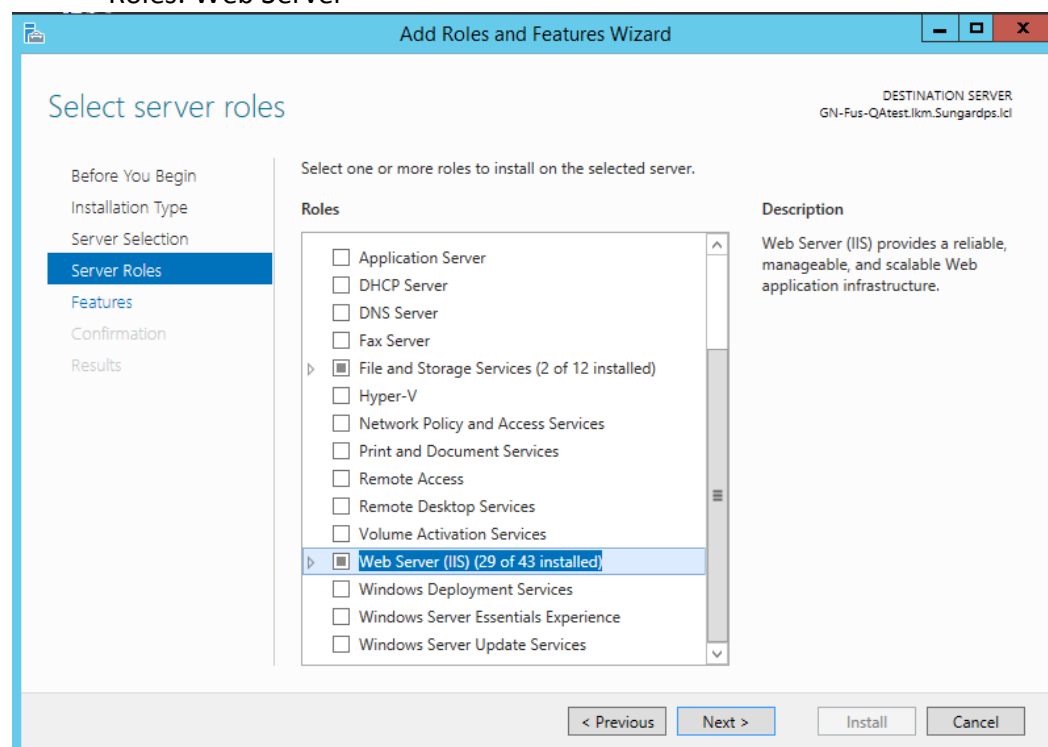 Roles: Web Server
Add Roles and Features Wizard
Select server roles
DESTINATION SERVER
GN-Fus-QAtest.lkm.Sungardps.lcl
Before You Begin
Installation Type
Server Selection
Server Roles
Features
Confirmation
Results
Select one or more roles to install on the selected server.
Roles
Application Server
DHCP Server
DNS Server
Fax Server
File and Storage Services (2 of 12 installed)
Hyper-V
Network Policy and Access Services
Print and Document Services
Remote Access
Remote Desktop Services
Volume Activation Services
Web Server (IIS) (29 of 43 installed)
Windows Deployment Services
Windows Server Essentials Experience
Windows Server Update Services
Description
Web Server (IIS) provides a reliable,
manageable, and scalable Web
application infrastructure.
< Previous
Next >
Install
Cancel